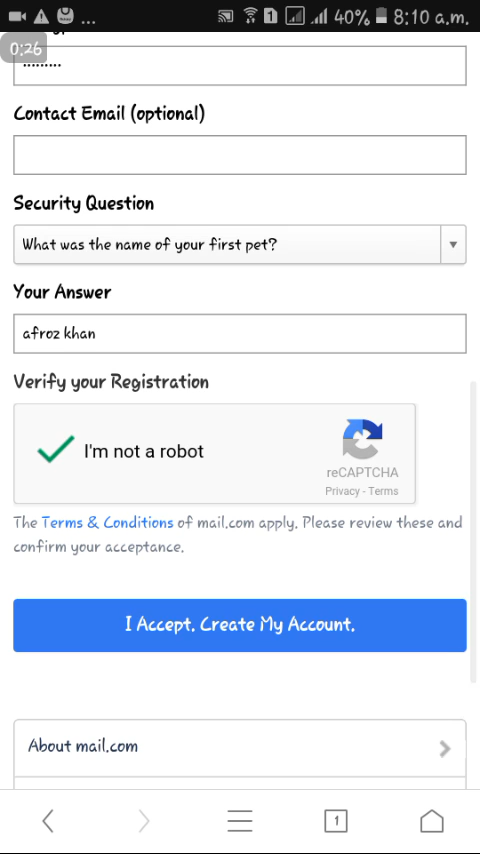 ... 40% 8:10 a.m.
0:26
•••••••••
Contact Email (optional)
Security Question
What was the name of your first pet?
Your Answer
afroz khan
Verify your Registration
I'm not a robot
reCAPTCHA
Privacy - Terms
The Terms & Conditions of mail.com apply. Please review these and
confirm your acceptance.
I Accept. Create My Account.
About mail.com
1